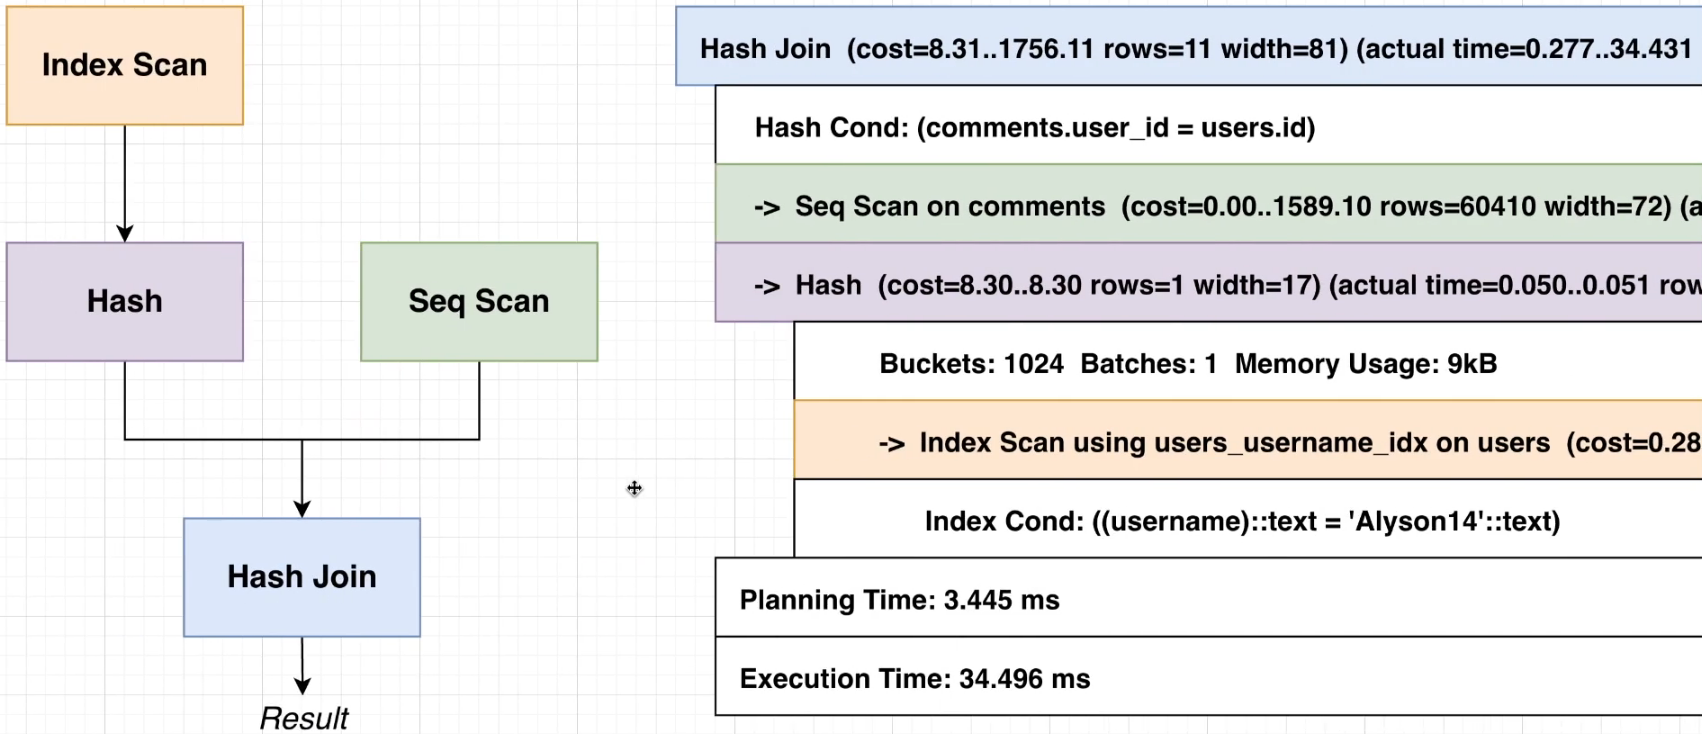 Index Scan
Hash
Seq Scan
Hash Join
Result
Hash Join (cost=8.31..1756.11 rows=11 width=81) (actual time=0.277..34.431
Hash Cond: (comments.user_id = users.id)
-> Seq Scan on comments (cost=0.00..1589.10 rows=60410 width=72) (a
-> Hash (cost=8.30..8.30 rows=1 width=17) (actual time=0.050..0.051 row
Buckets: 1024 Batches: 1 Memory Usage: 9kB
-> Index Scan using users_username_idx on users (cost=0.28
Index Cond: ((username)::text = 'Alyson14'::text)
Planning Time: 3.445 ms
Execution Time: 34.496 ms